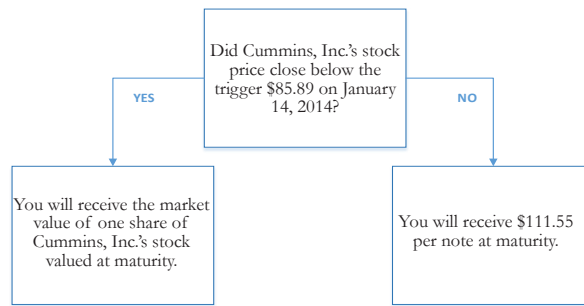 Did Cummins, Inc.'s stock
price close below the
trigger $85.89 on January
14, 2014?
YES
NO
You will receive the market
value of one share of
Cummins, Inc.'s stock
valued at maturity.
You will receive $111.55
per note at maturity.